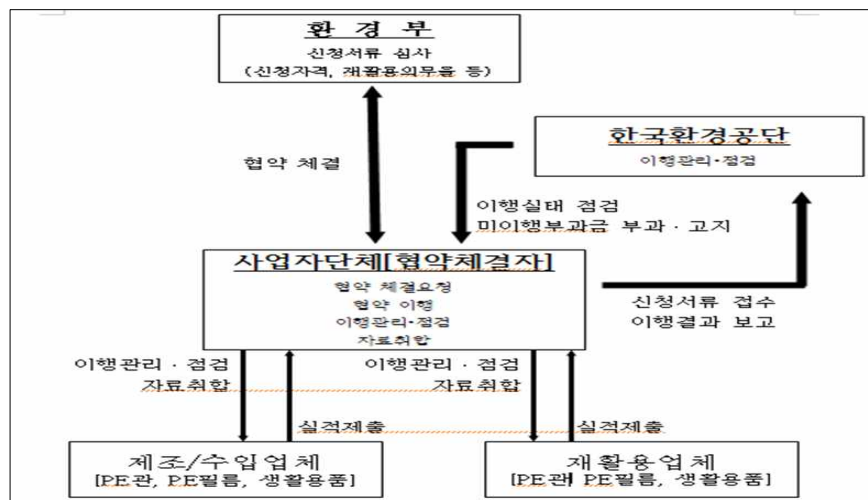 환 경 부
신청서류 심사
(신청자격, 재활용의무율 등)
한국환경공단
이행관리·점검
협약 체결
이행실태 점검
미이행부과금 부과 · 고지
사업자단체[협약체결자]
협약 체결요청
협약 이행
이행관리·점검
자료취합
신청서류 접수
이행결과 보고
이행관리 · 점검
자료취합
이행관리 · 점검
자료취합
실적제출
실적제출
제조/수입업체
[PE관, PE필름, 생활용품]
재활용업체
[PE관 PE필름, 생활용품]